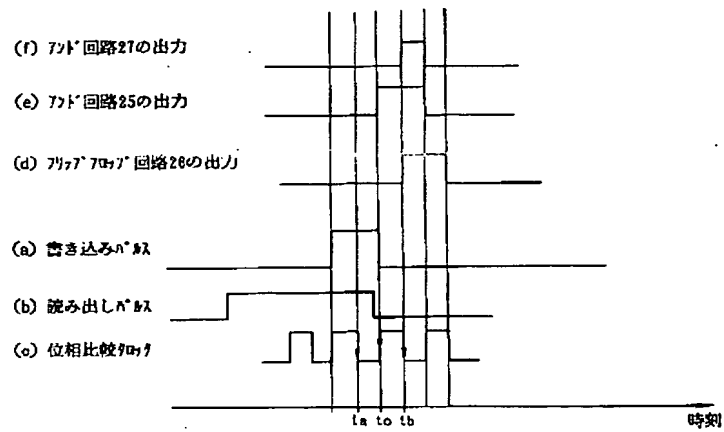 (f) アンド回路27の出力
(e) アンド回路25の出力
(d) フリップフロップ回路26の出力
(a) 書き込みパルス
(b) 読み出しパルス
(c) 位相比較クロック
ta to tb
時刻